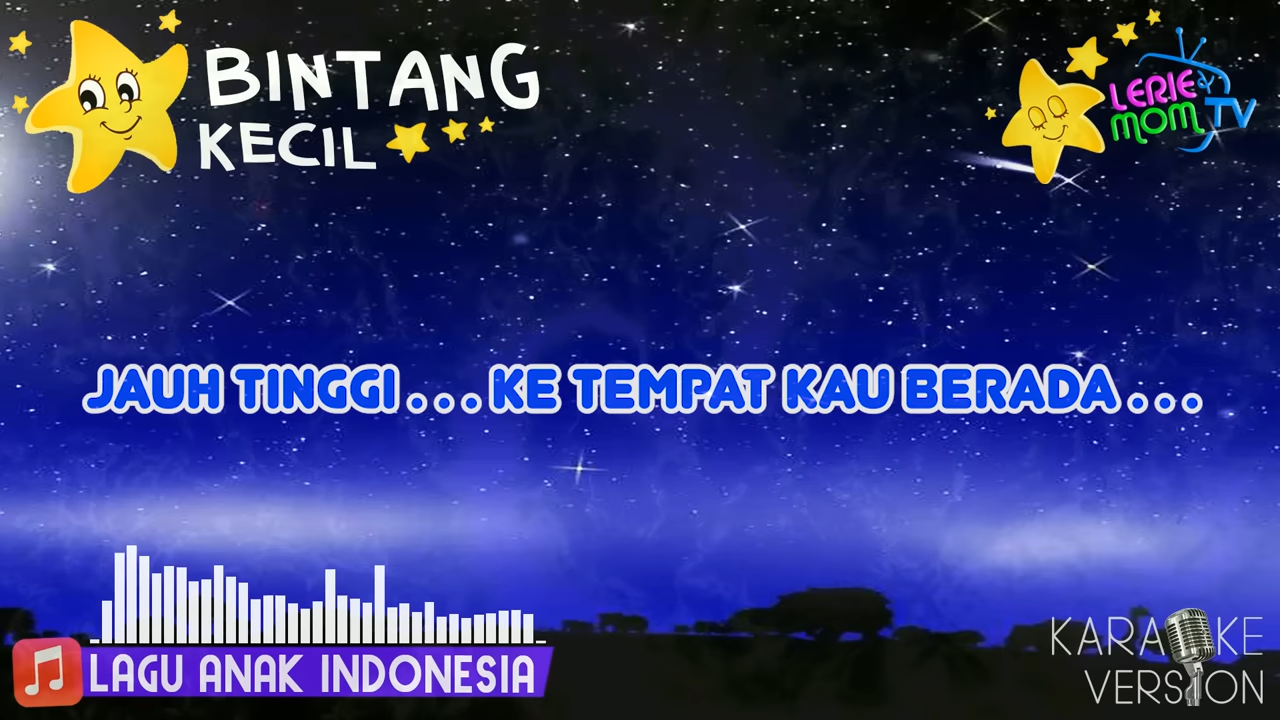 BINTANG
KECIL
LERIE &
MOM TV
JAUH TINGGI . . . KE TEMPAT KAU BERADA . . .
LAGU ANAK INDONESIA
KARAOKE
VERSION